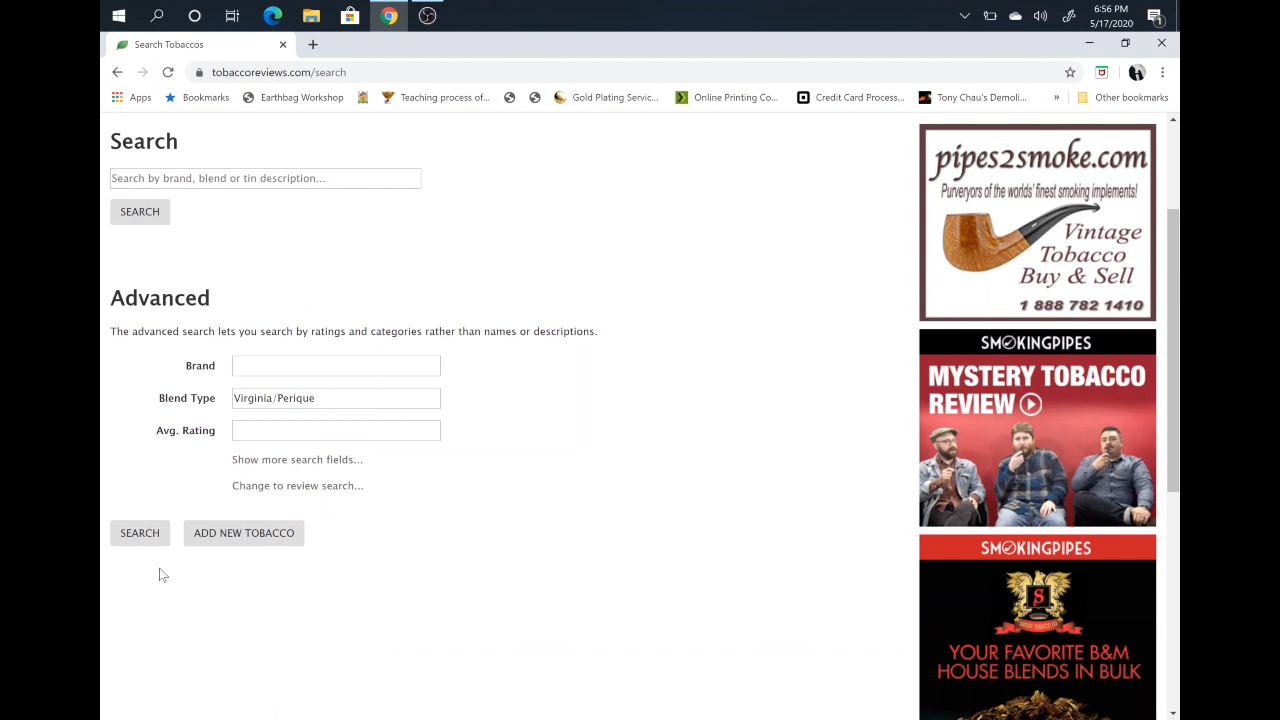 6:56 PM
5/17/2020
1
Search Tobaccos
tobaccoreviews.com/search
Apps
Bookmarks
Earthbag Workshop
Teaching process of...
Gold Plating Servic...
Online Printing Co...
Credit Card Process...
Tony Chau's Demoli...
»
Other bookmarks
Search
Search by brand, blend or tin description...
SEARCH
Advanced
The advanced search lets you search by ratings and categories rather than names or descriptions.
Brand
Blend Type Virginia/Perique
Avg. Rating
Show more search fields...
Change to review search...
SEARCH ADD NEW TOBACCO
pipes2smoke.com
Purveryors of the worlds' finest smoking implements!
Vintage
Tobacco
Buy & Sell
1 888 782 1410
SMOKINGPIPES
MYSTERY TOBACCO
REVIEW
SMOKINGPIPES
S
YOUR FAVORITE B&M
HOUSE BLENDS IN BULK